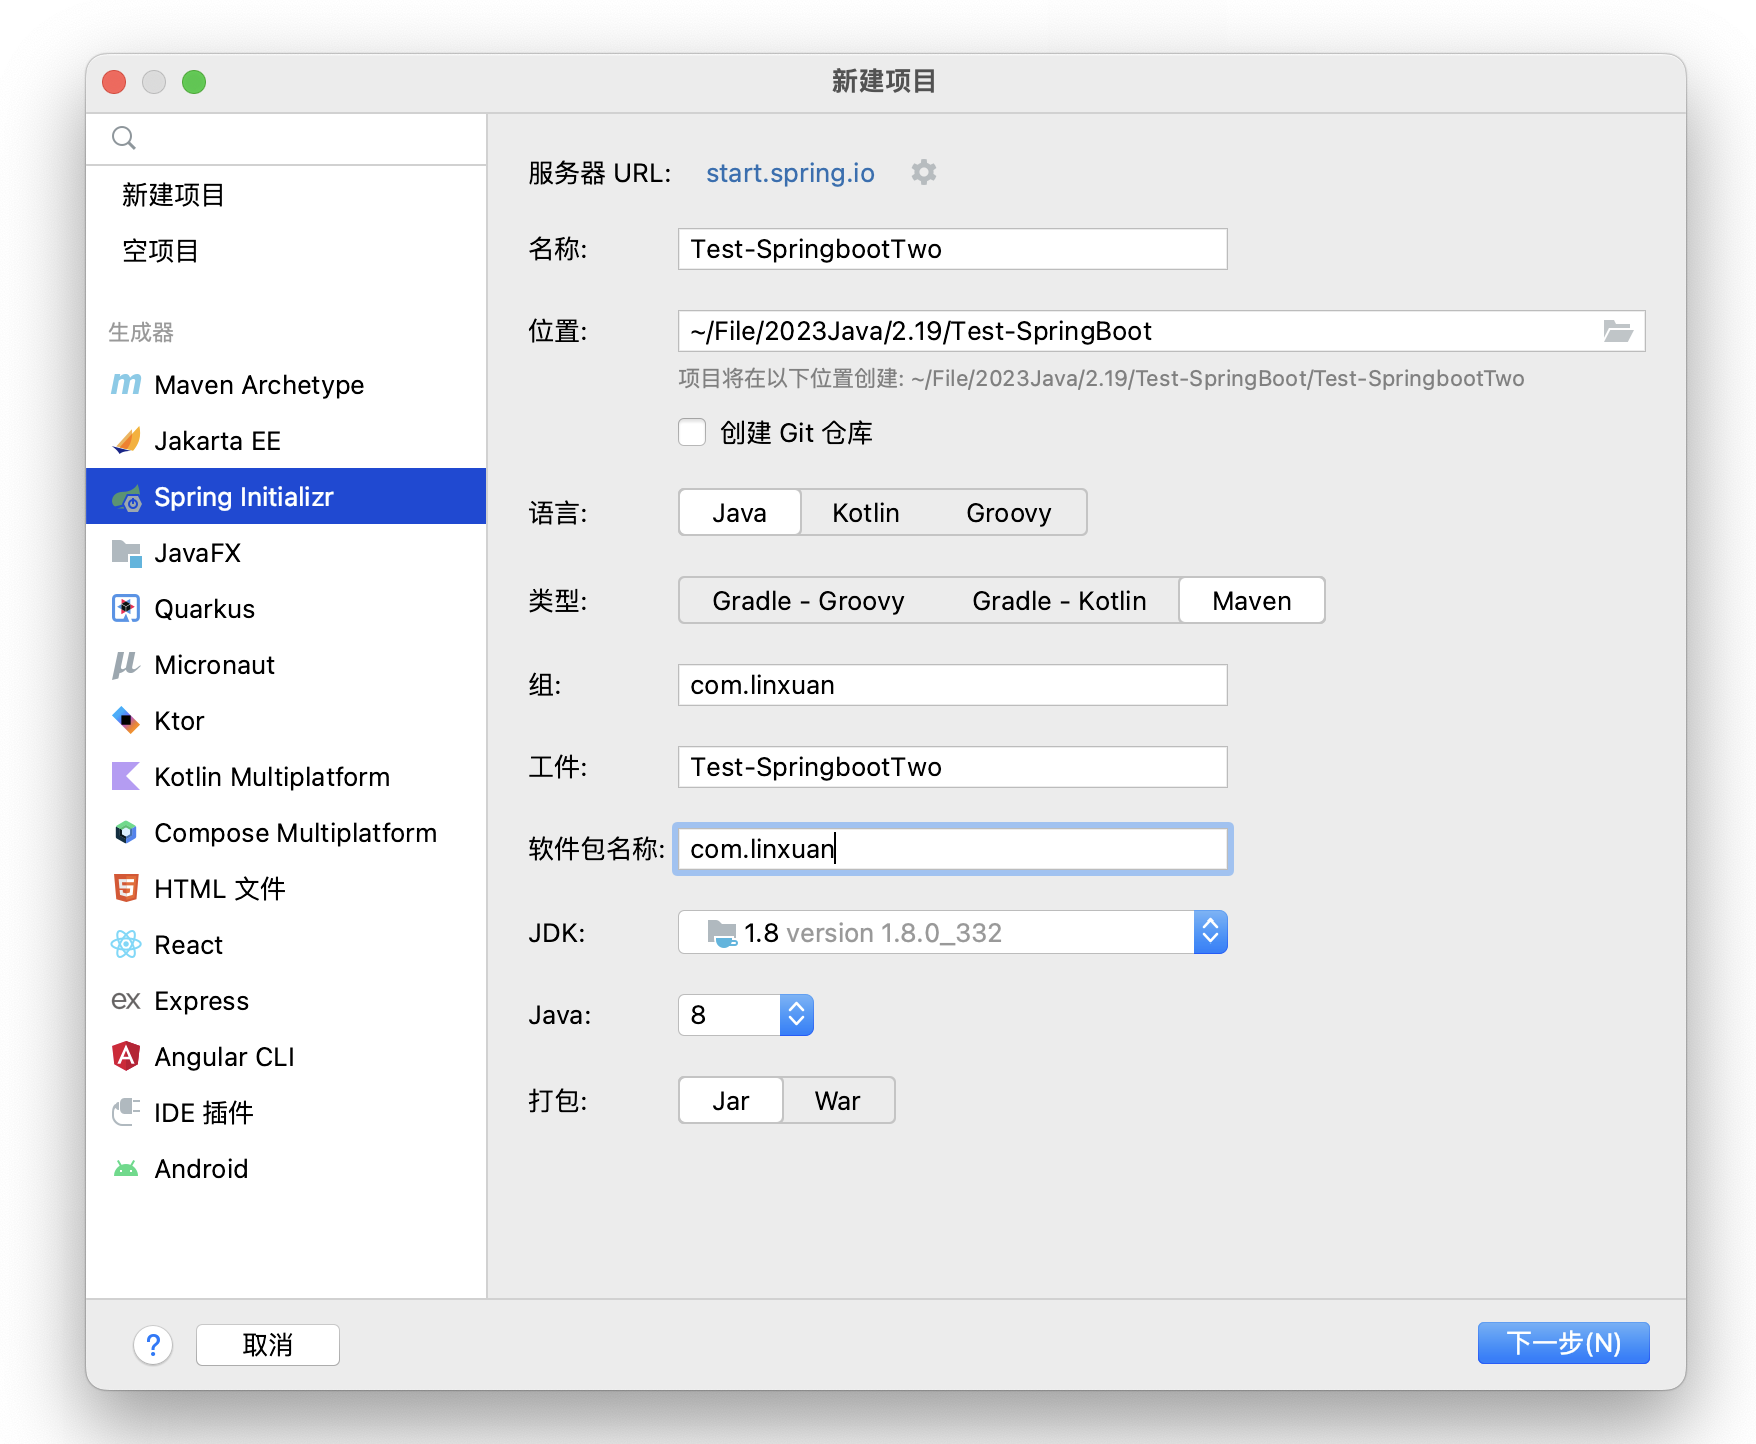 新建项目
新建项目
空项目
生成器
Maven Archetype
Jakarta EE
Spring Initializr
JavaFX
Quarkus
Micronaut
Ktor
Kotlin Multiplatform
Compose Multiplatform
HTML 文件
React
Express
Angular CLI
IDE 插件
Android
服务器 URL: start.spring.io
名称: Test-SpringbootTwo
位置: ~/File/2023Java/2.19/Test-SpringBoot
项目将在以下位置创建: ~/File/2023Java/2.19/Test-SpringBoot/Test-SpringbootTwo
创建 Git 仓库
语言: Java Kotlin Groovy
类型: Gradle - Groovy Gradle - Kotlin Maven
组: com.linxuan
工件: Test-SpringbootTwo
软件包名称: com.linxuan
JDK: 1.8 version 1.8.0_332
Java: 8
打包: Jar War
? 取消 下一步(N)